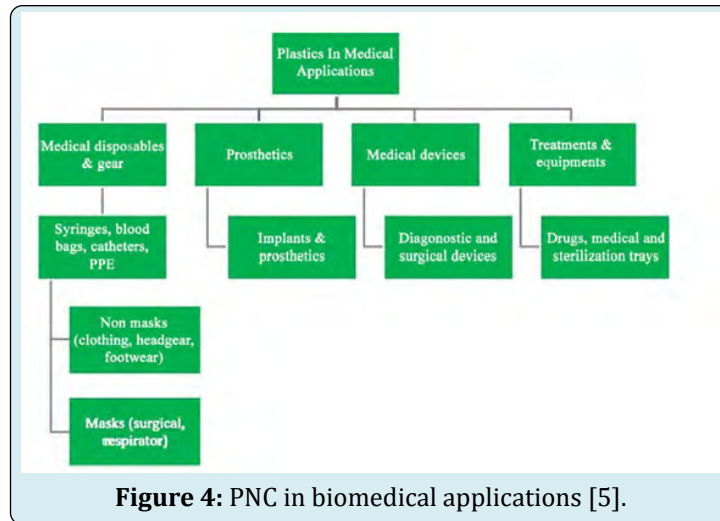 Plastics In Medical
Applications
Medical disposables
& gear
Prosthetics
Medical devices
Treatments &
equipments
Syringes, blood
bags, catheters,
PPE
Implants &
prosthetics
Diagonostic and
surgical devices
Drugs, medical and
sterilization trays
Non masks
(clothing, headgear,
footwear)
Masks (surgical,
respirator)
Figure 4: PNC in biomedical applications [5].